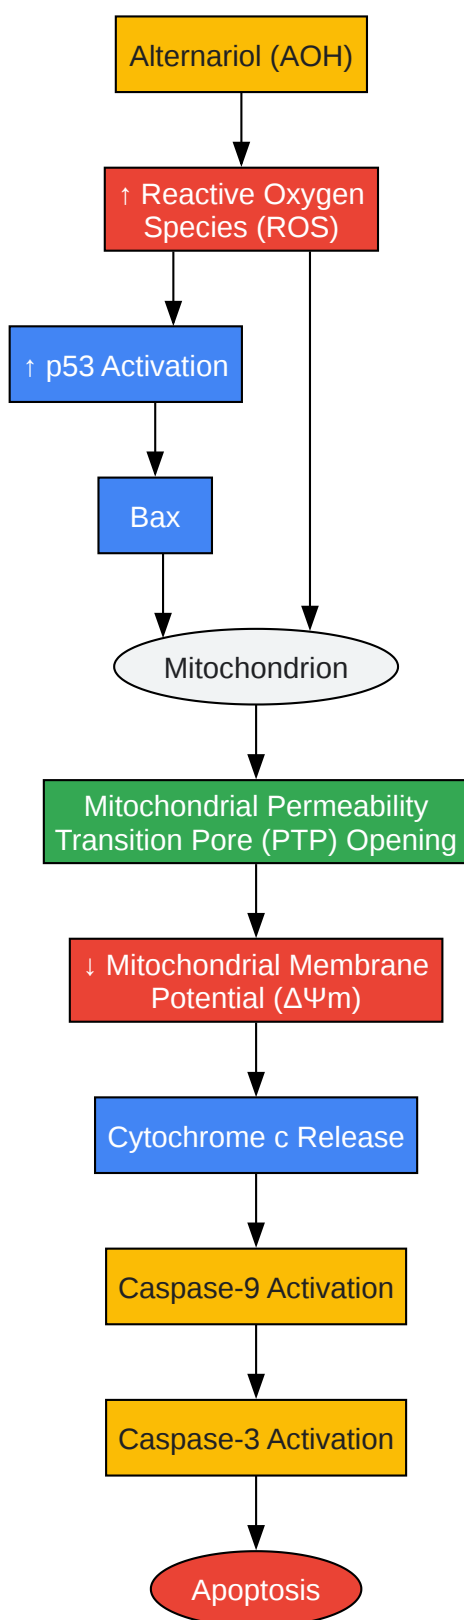 Alternariol (AOH)
↑ Reactive Oxygen
Species (ROS)
↑ p53 Activation
Bax
Mitochondrion
Mitochondrial Permeability
Transition Pore (PTP) Opening
↓ Mitochondrial Membrane
Potential (ΔΨm)
Cytochrome c Release
Caspase-9 Activation
Caspase-3 Activation
Apoptosis